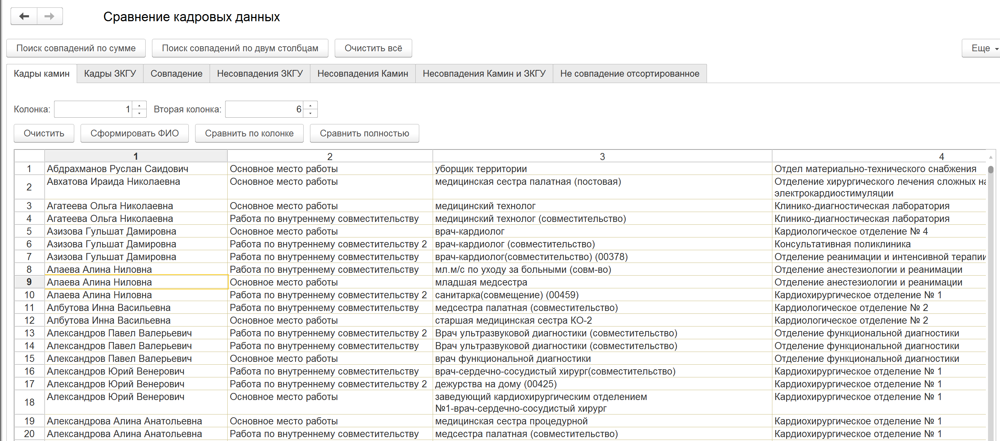 Сравнение кадровых данных
Поиск совпадений по сумме Поиск совпадений по двум столбцам Очистить всё Еще
Кадры камин Кадры ЗКГУ Совпадение Несовпадения ЗКГУ Несовпадения Камин Несовпадения Камин и ЗКГУ Не совпадение отсортированное
Колонка: 1 Вторая колонка: 6
Очистить Сформировать ФИО Сравнить по колонке Сравнить полностью
1 2 3 4
1 Абдрахманов Руслан Саидович Основное место работы уборщик территории Отдел материально-технического снабжения
2 Авхатова Ираида Николаевна Основное место работы медицинская сестра палатная (постовая) Отделение хирургического лечения сложных
электрокардиостимуляции
3 Агатеева Ольга Николаевна Основное место работы медицинский технолог Клинико-диагностическая лаборатория
4 Агатеева Ольга Николаевна Работа по внутреннему совместительству медицинский технолог (совместительство) Клинико-диагностическая лаборатория
5 Азизова Гульшат Дамировна Основное место работы врач-кардиолог Кардиологическое отделение № 4
6 Азизова Гульшат Дамировна Работа по внутреннему совместительству 2 врач-кардиолог (совместительство) Консультативная поликлиника
7 Азизова Гульшат Дамировна Работа по внутреннему совместительству врач-кардиолог(совместительство) (00378) Отделение реанимации и интенсивной терапии
8 Алаева Алина Ниловна Работа по внутреннему совместительству мл.м/с по уходу за больными (совм-во) Отделение анестезиологии и реанимации
9 Алаева Алина Ниловна Основное место работы младшая медсестра Отделение анестезиологии и реанимации
10 Алаева Алина Ниловна Работа по внутреннему совместительству 2 санитарка(совмещение) (00459) Кардиохирургическое отделение № 1
11 Албутова Инна Васильевна Работа по внутреннему совместительству медсестра палатная (совместительство) Кардиологическое отделение № 2
12 Албутова Инна Васильевна Основное место работы старшая медицинская сестра КО-2 Кардиологическое отделение № 2
13 Александров Павел Валерьевич Работа по внутреннему совместительству 2 Врач ультразвуковой диагностики (совместительство) Отделение функциональной диагностики
14 Александров Павел Валерьевич Работа по внутреннему совместительству Врач ультразвуковой диагностики (совместительство) Отделение функциональной диагностики
15 Александров Павел Валерьевич Основное место работы врач функциональной диагностики Отделение функциональной диагностики
16 Александров Юрий Венерович Работа по внутреннему совместительству врач-сердечно-сосудистый хирург(совместительство) Кардиохирургическое отделение № 1
17 Александров Юрий Венерович Работа по внутреннему совместительству 2 дежурства на дому (00425) Кардиохирургическое отделение № 1
18 Александров Юрий Венерович Основное место работы заведующий кардиохирургическим отделением Кардиохирургическое отделение № 1
№1-врач-сердечно-сосудистый хирург
19 Александрова Алина Анатольевна Основное место работы медицинская сестра процедурной Кардиохирургическое отделение № 1
20 Александрова Алина Анатольевна Работа по внутреннему совместительству медсестра палатная (совместительство) Кардиохирургическое отделение № 1